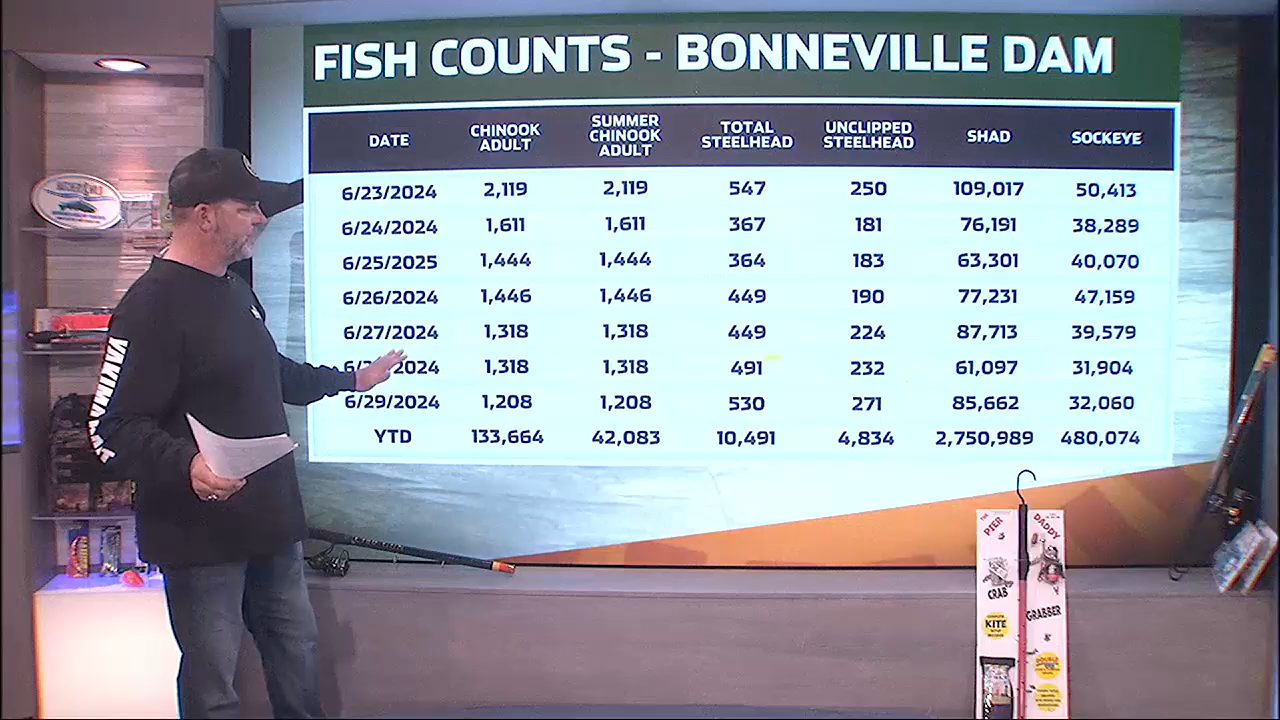 FISH COUNTS - BONNEVILLE DAM
DATE CHINOOK ADULT SUMMER CHINOOK ADULT TOTAL STEELHEAD UNCLIPPED STEELHEAD SHAD SOCKEYE
6/23/2024 2,119 2,119 547 250 109,017 50,413
6/24/2024 1,611 1,611 367 181 76,191 38,289
6/25/2025 1,444 1,444 364 183 63,301 40,070
6/26/2024 1,446 1,446 449 190 77,231 47,159
6/27/2024 1,318 1,318 449 224 87,713 39,579
2024 1,318 1,318 491 232 61,097 31,904
6/29/2024 1,208 1,208 530 271 85,662 32,060
YTD 133,664 42,083 10,491 4,834 2,750,989 480,074
YAKIMA
THE
PIER DADDY
CRAB
GRABBER
KITE
DOUBLE